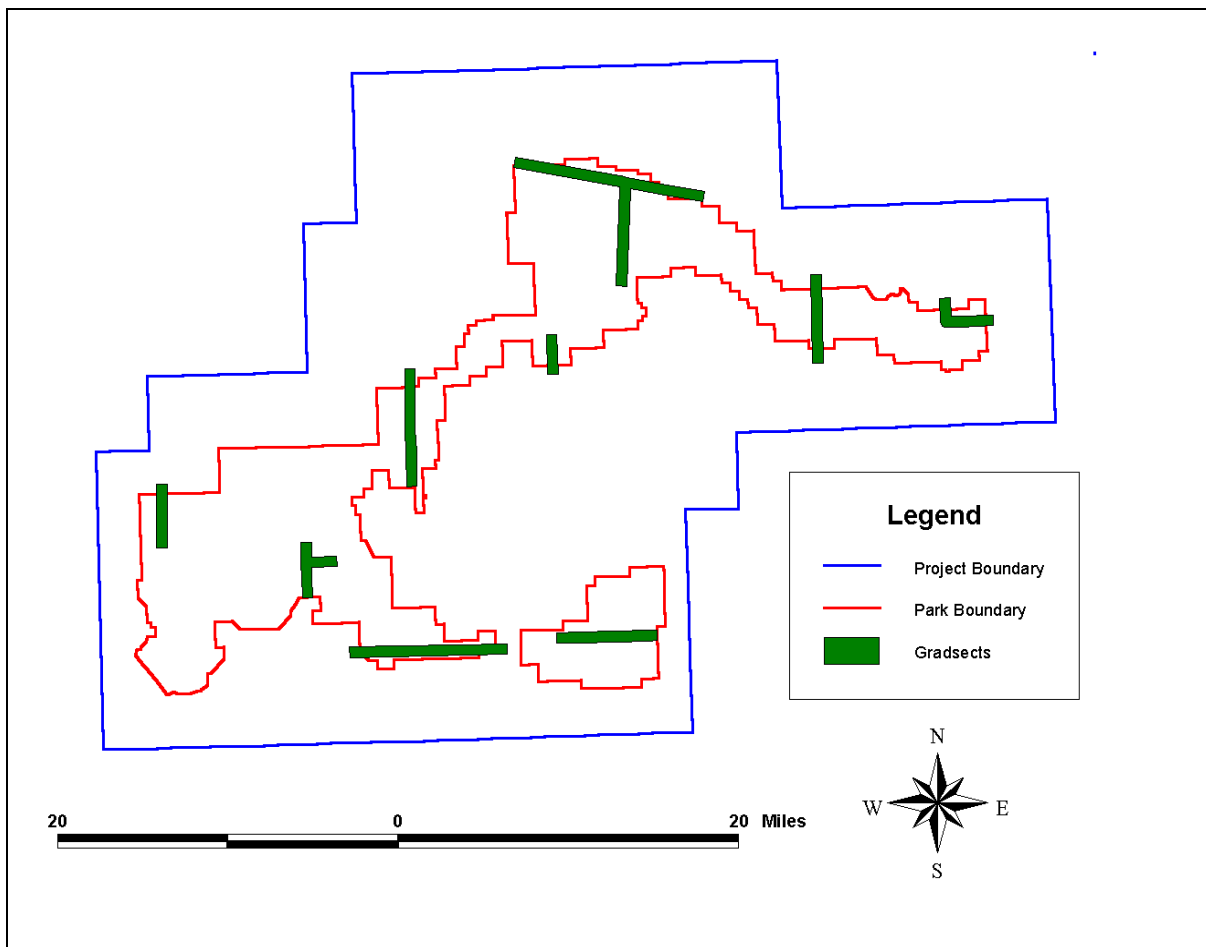 Legend
Project Boundary
Park Boundary
Gradsects
N
W E
S
20 0 20 Miles